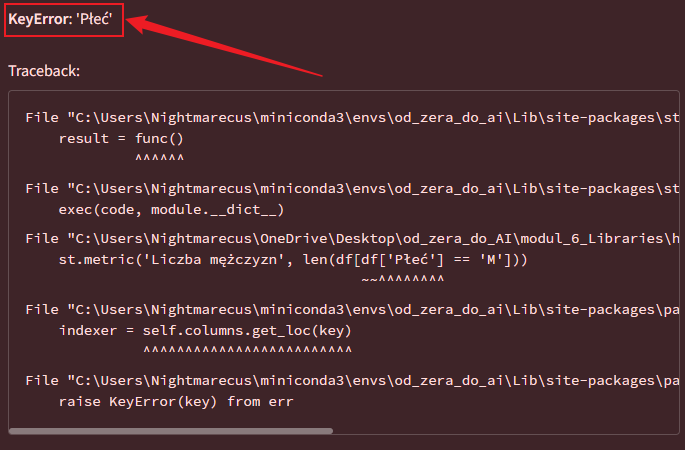 KeyError: 'Płeć'
Traceback:
File "C:\Users\Nightmarecus\miniconda3\envs\od_zera_do_ai\Lib\site-packages\st
result = func()
^^^^^^
File "C:\Users\Nightmarecus\miniconda3\envs\od_zera_do_ai\Lib\site-packages\st
exec(code, module.__dict__)
File "C:\Users\Nightmarecus\OneDrive\Desktop\od_zera_do_AI\modul_6_Libraries\h
st.metric('Liczba mężczyzn', len(df[df['Płeć'] == 'M']))
~~^^^^^^^^
File "C:\Users\Nightmarecus\miniconda3\envs\od_zera_do_ai\Lib\site-packages\pa
indexer = self.columns.get_loc(key)
^^^^^^^^^^^^^^^^^^^^^^^^^
File "C:\Users\Nightmarecus\miniconda3\envs\od_zera_do_ai\Lib\site-packages\pa
raise KeyError(key) from err